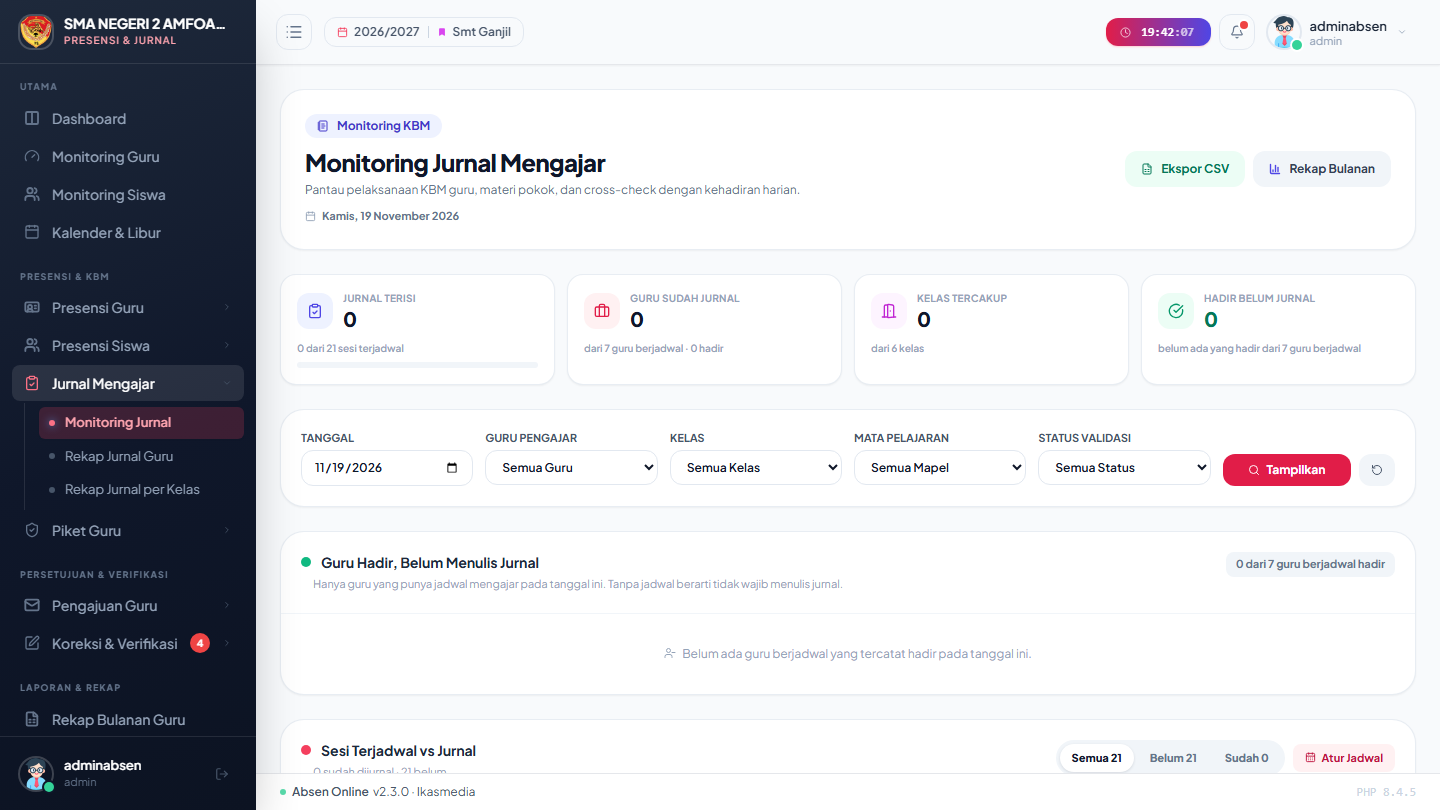 SMA NEGERI 2 AMFOA...
PRESENSI & JURNAL
UTAMA
Dashboard
Monitoring Guru
Monitoring Siswa
Kalender & Libur
PRESENSI & KBM
Presensi Guru
Presensi Siswa
Jurnal Mengajar
Monitoring Jurnal
Rekap Jurnal Guru
Rekap Jurnal per Kelas
Piket Guru
PERSETUJUAN & VERIFIKASI
Pengajuan Guru
Koreksi & Verifikasi 4
LAPORAN & REKAP
Rekap Bulanan Guru
adminabsen
admin
2026/2027 Smt Ganjil
19:42:07
adminabsen
admin
Monitoring KBM
Monitoring Jurnal Mengajar
Pantau pelaksanaan KBM guru, materi pokok, dan cross-check dengan kehadiran harian.
Kamis, 19 November 2026
Ekspor CSV Rekap Bulanan
JURNAL TERISI
0
0 dari 21 sesi terjadwal
GURU SUDAH JURNAL
0
dari 7 guru berjadwal · 0 hadir
KELAS TERCAKUP
0
dari 6 kelas
HADIR BELUM JURNAL
0
belum ada yang hadir dari 7 guru berjadwal
TANGGAL GURU PENGAJAR KELAS MATA PELAJARAN STATUS VALIDASI
11/19/2026 Semua Guru Semua Kelas Semua Mapel Semua Status Tampilkan
Guru Hadir, Belum Menulis Jurnal
Hanya guru yang punya jadwal mengajar pada tanggal ini. Tanpa jadwal berarti tidak wajib menulis jurnal.
0 dari 7 guru berjadwal hadir
Belum ada guru berjadwal yang tercatat hadir pada tanggal ini.
Sesi Terjadwal vs Jurnal
0 sudah dijurnal · 21 belum
Semua 21 Belum 21 Sudah 0 Atur Jadwal
Absen Online v2.3.0 · Ikasmedia
PHP 8.4.5